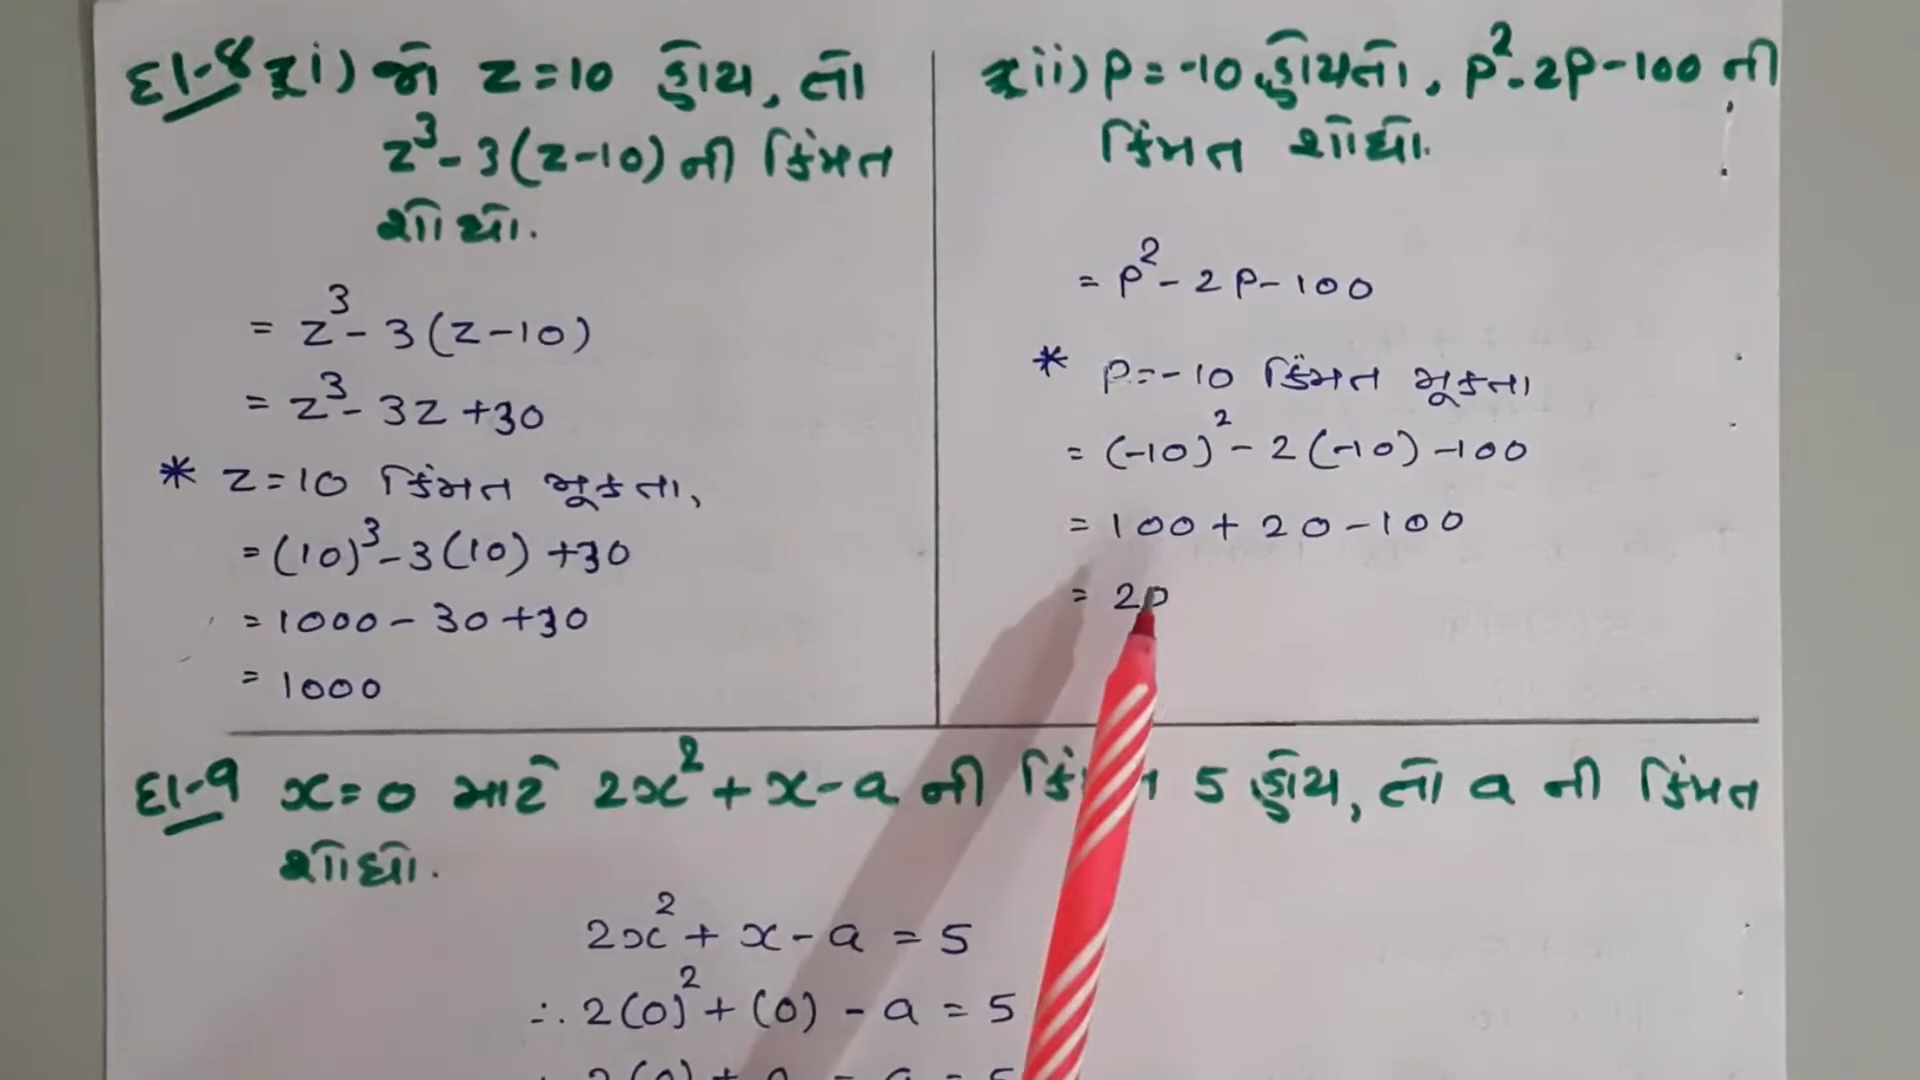 દા-8 i) જો z=10 હોય, તો
z³-3(z-10) ની કિંમત
શોધો.
= z³- 3(z-10)
= z³- 3z +30
* z=10 કિંમત મૂકતા,
=(10)³-3(10) +30
= 1000 - 30 +30
= 1000
ii) P = -10 હોયતો, P²-2P-100 ની
કિંમત શોધો.
= P²- 2P-100
* P=-10 કિંમત મૂકતા
= (-10)²- 2(-10) -100
= 100 + 20 -100
= 20
દા-9 x=0 માટે 2x²+x-a ની 5 હોય, તો a ની કિંમત
શોધો.
2x²+ x - a = 5
∴ 2(0)²+ (0) - a = 5